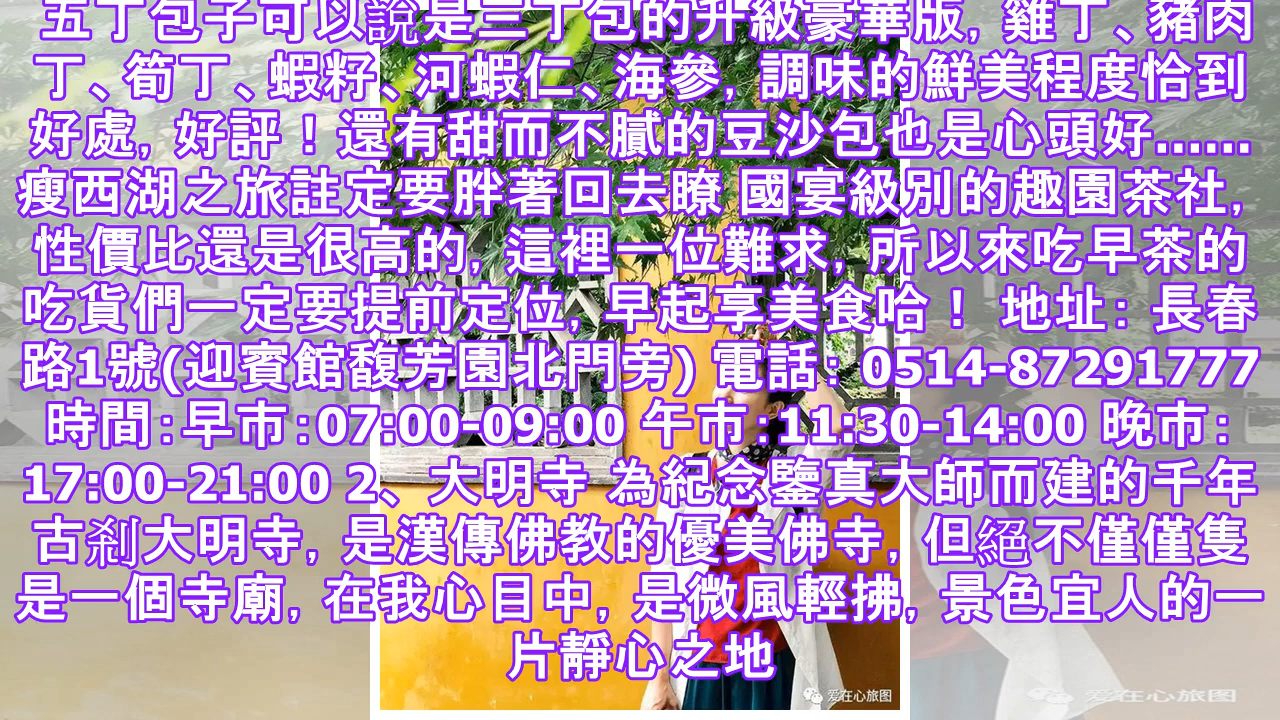 五丁包子可以說是三丁包的升級豪華版, 雞丁、豬肉
丁、筍丁、蝦籽、河蝦仁、海參, 調味的鮮美程度恰到
好處, 好評！還有甜而不膩的豆沙包也是心頭好......
瘦西湖之旅註定要胖著回去瞭 國宴級別的趣園茶社,
性價比還是很高的, 這裡一位難求, 所以來吃早茶的
吃貨們一定要提前定位, 早起享美食哈！ 地址: 長春
路1號(迎賓館馥芳園北門旁) 電話: 0514-87291777
時間:早市:07:00-09:00 午市:11:30-14:00 晚市:
17:00-21:00 2、大明寺 為紀念鑒真大師而建的千年
古剎大明寺, 是漢傳佛教的優美佛寺, 但絕不僅僅隻
是一個寺廟, 在我心目中, 是微風輕拂, 景色宜人的一
片靜心之地
爱在心旅图
爱在心旅图